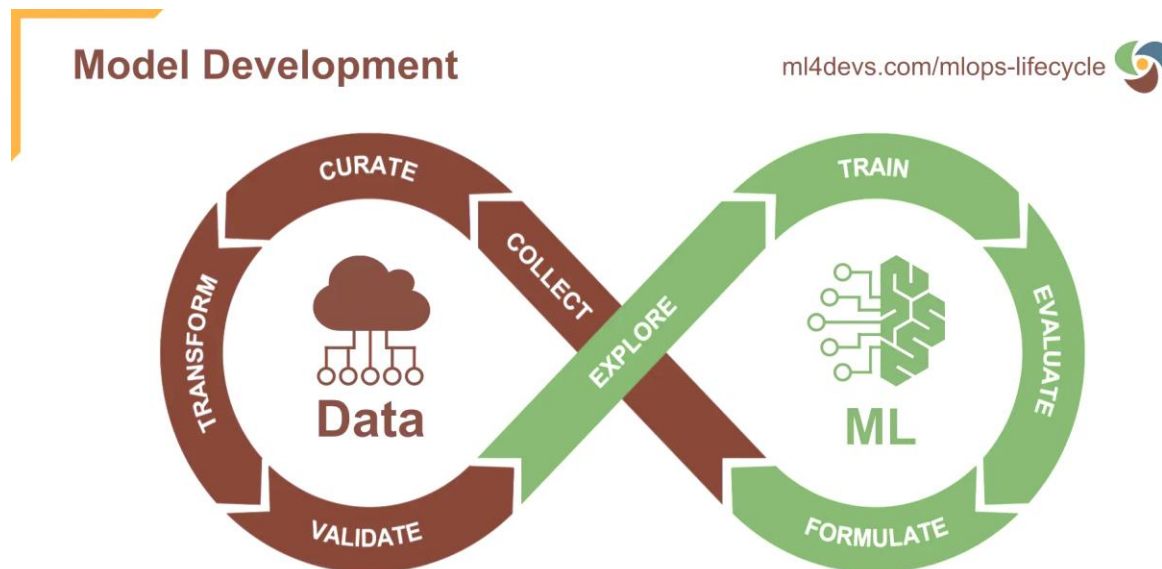 Model Development
ml4devs.com/mlops-lifecycle
CURATE
COLLECT
TRANSFORM
VALIDATE
Data
EXPLORE
TRAIN
EVALUATE
FORMULATE
ML